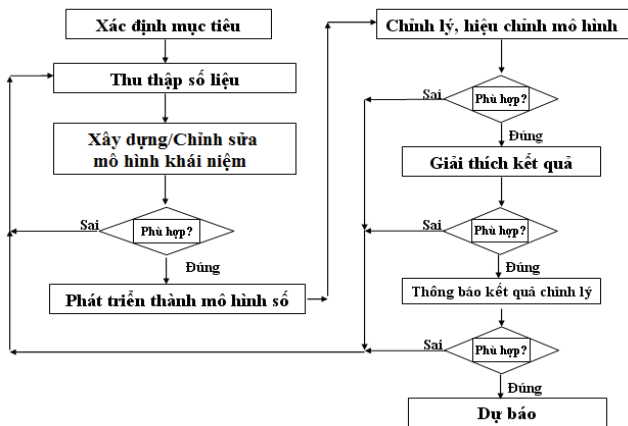 Xác định mục tiêu
Thu thập số liệu
Xây dựng/Chỉnh sửa
mô hình khái niệm
Sai
Phù hợp?
Đúng
Phát triển thành mô hình số
Chỉnh lý, hiệu chỉnh mô hình
Sai
Phù hợp?
Đúng
Giải thích kết quả
Sai
Phù hợp?
Đúng
Thông báo kết quả chỉnh lý
Sai
Phù hợp?
Đúng
Dự báo